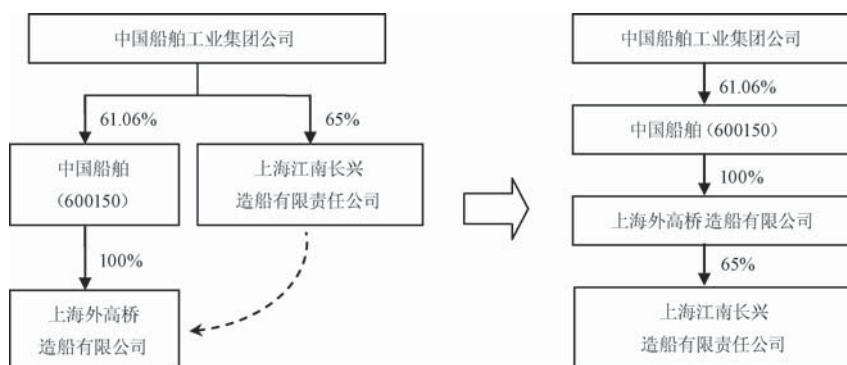 中国船舶工业集团公司
61.06%
65%
中国船舶
(600150)
上海江南长兴
造船有限责任公司
100%
上海外高桥
造船有限公司
中国船舶工业集团公司
61.06%
中国船舶(600150)
100%
上海外高桥造船有限公司
65%
上海江南长兴
造船有限责任公司